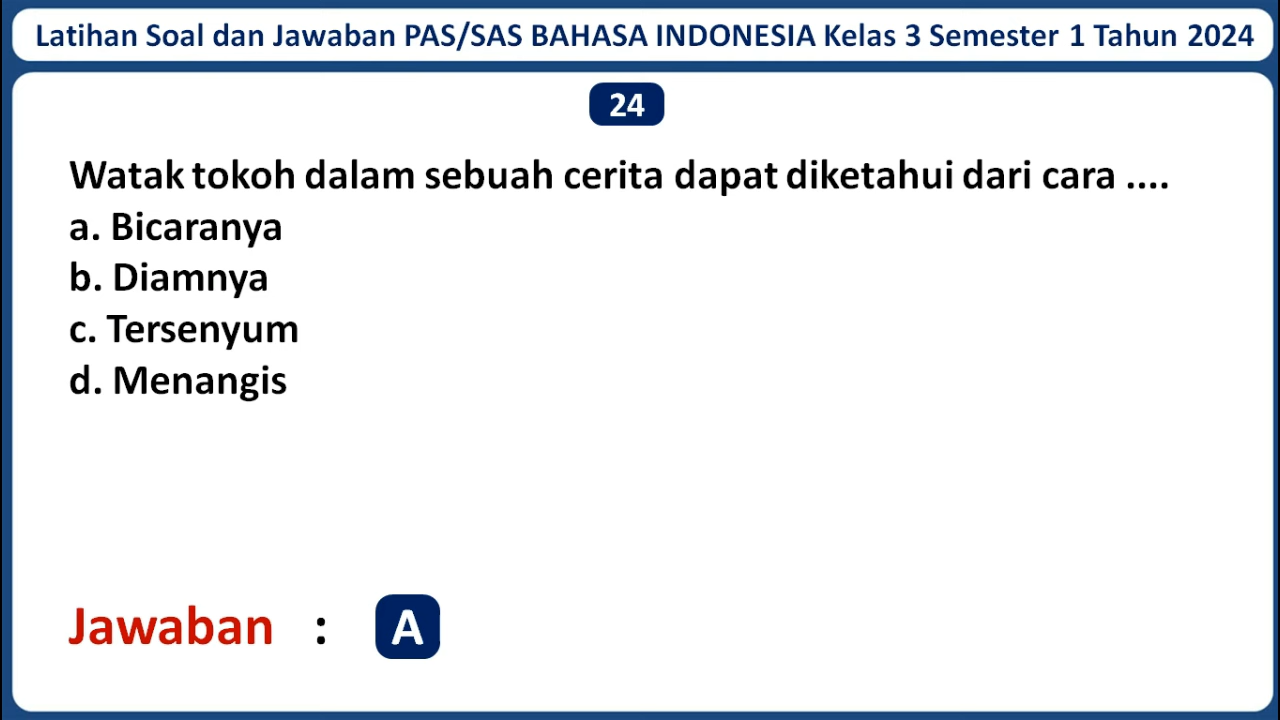 Latihan Soal dan Jawaban PAS/SAS BAHASA INDONESIA Kelas 3 Semester 1 Tahun 2024
24
Watak tokoh dalam sebuah cerita dapat diketahui dari cara ....
a. Bicaranya
b. Diamnya
c. Tersenyum
d. Menangis
Jawaban : A